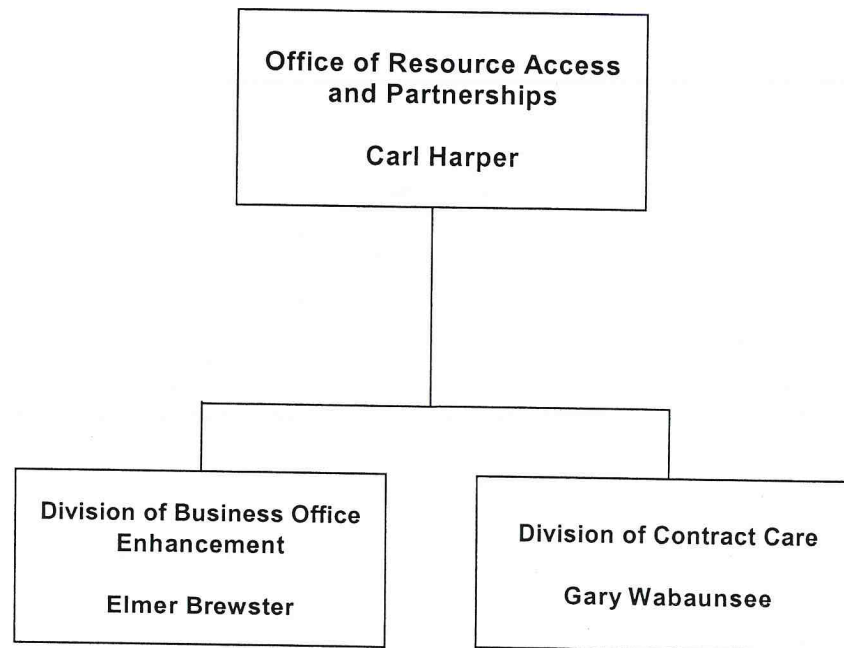 Office of Resource Access
and Partnerships
Carl Harper
Division of Business Office
Enhancement
Elmer Brewster
Division of Contract Care
Gary Wabaunsee